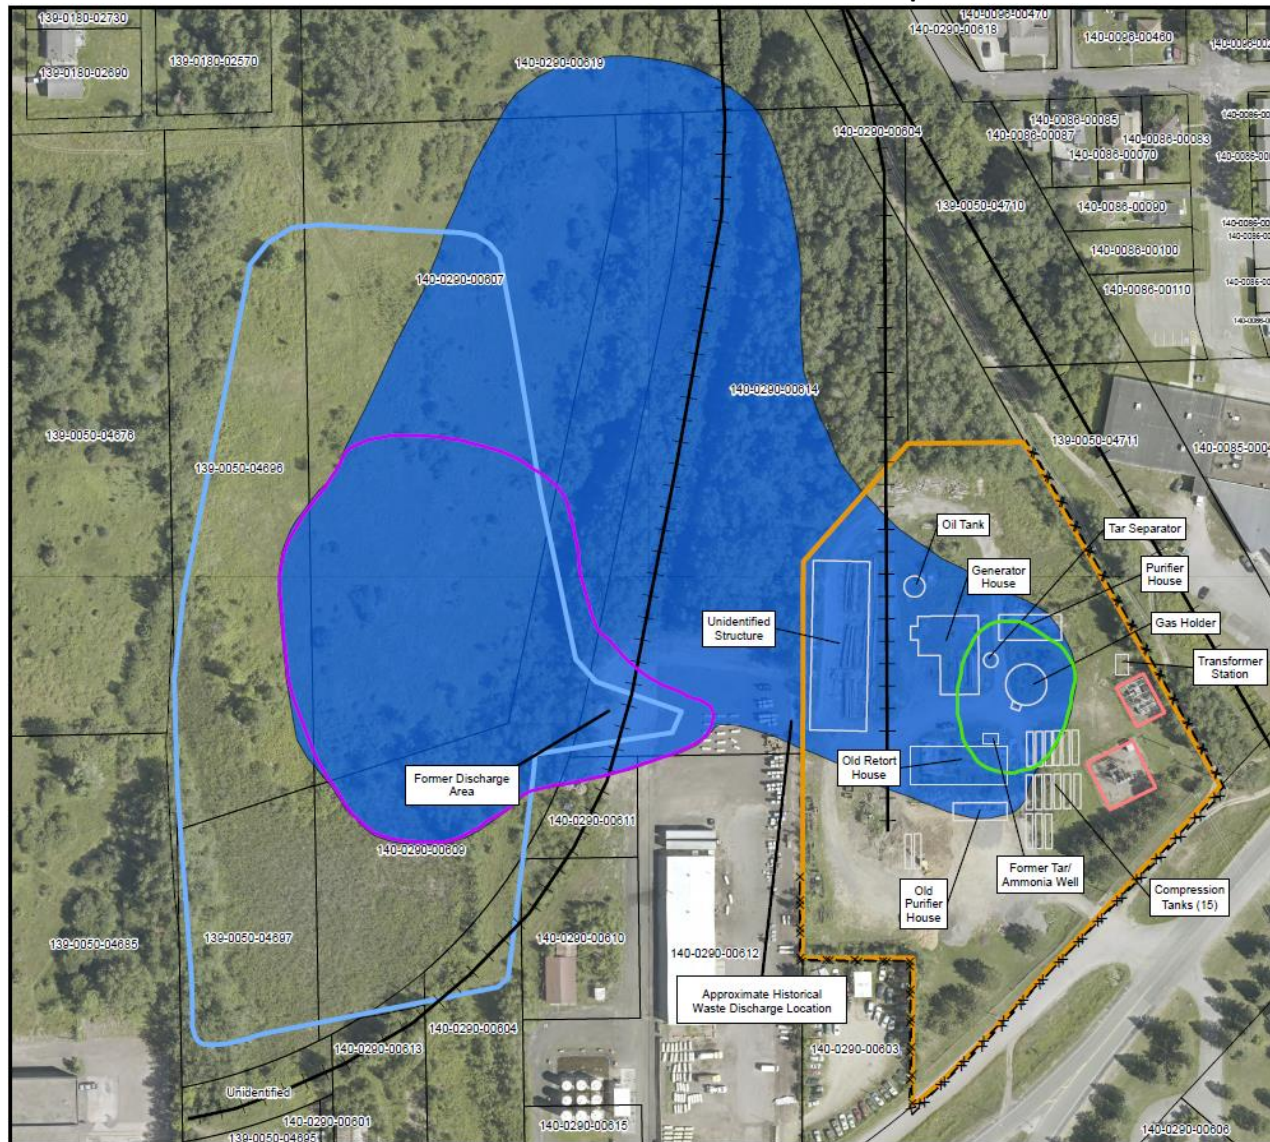 139-0180-02730
140-0096-00470
140-0290-00618
140-0096-00460
139-0180-02570
139-0180-02690
140-0290-00619
140-0290-00604
140-0086-00085
140-0086-00087
140-0086-00083
140-0086-00070
139-0050-04710
140-0086-00090
140-0086-00100
140-0290-00607
140-0086-00110
140-0290-00614
139-0050-04676
139-0050-04711
139-0050-04696
140-0085-0004
Oil Tank
Tar Separator
Generator
House
Purifier
House
Unidentified
Structure
Gas Holder
Transformer
Station
Former Discharge
Area
Old Retort
House
140-0290-00611
140-0290-00609
Former Tar/
Ammonia Well
Old
Purifier
House
Compression
Tanks (15)
139-0050-04685
139-0050-04697
140-0290-00610
140-0290-00612
Approximate Historical
Waste Discharge Location
140-0290-00604
140-0290-00613
140-0290-00603
Unidentified
140-0290-00601
139-0050-04695
140-0290-00615
140-0290-00606